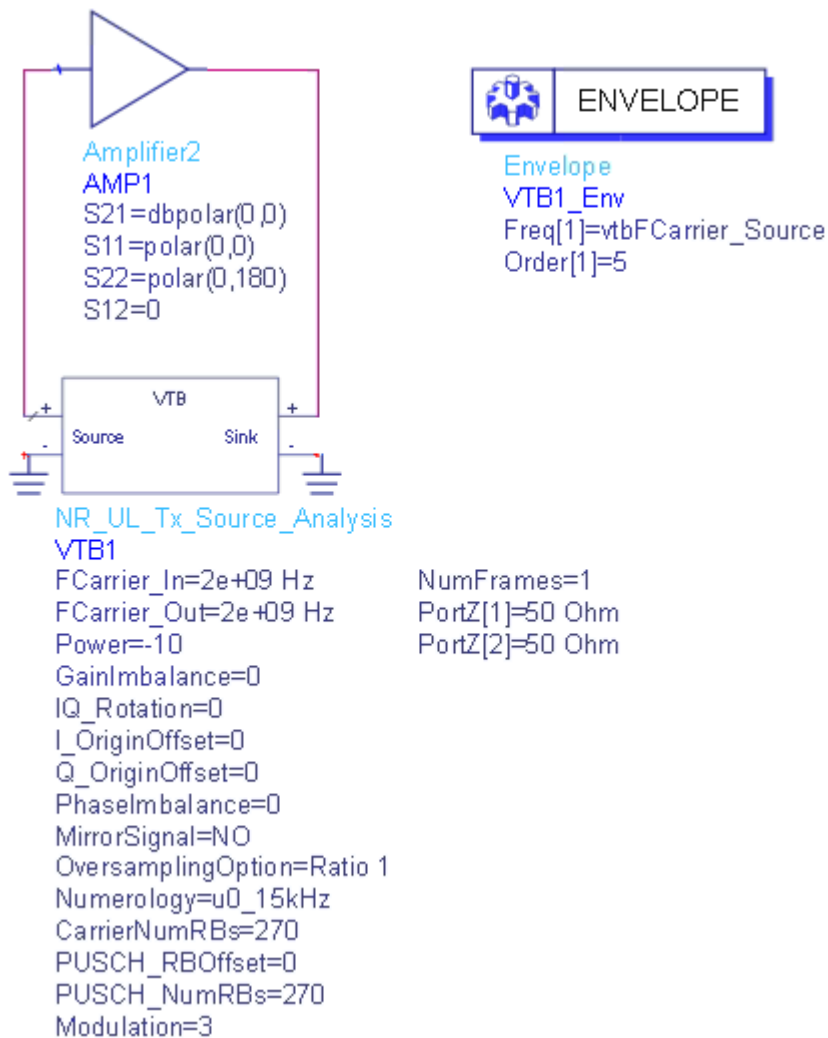 ENVELOPE
Amplifier2
AMP1
S21=dbpolar(0,0)
S11=polar(0,0)
S22=polar(0,180)
S12=0
Envelope
VTB1_Env
Freq[1]=vtbFCarrier_Source
Order[1]=5
VTB
+ +
Source Sink
- -
NR_UL_Tx_Source_Analysis
VTB1
FCarrier_In=2e+09 Hz
FCarrier_Out=2e+09 Hz
Power=-10
GainImbalance=0
IQ_Rotation=0
I_OriginOffset=0
Q_OriginOffset=0
PhaseImbalance=0
MirrorSignal=NO
OversamplingOption=Ratio 1
Numerology=u0_15kHz
CarrierNumRBs=270
PUSCH_RBOffset=0
PUSCH_NumRBs=270
Modulation=3
NumFrames=1
PortZ[1]=50 Ohm
PortZ[2]=50 Ohm